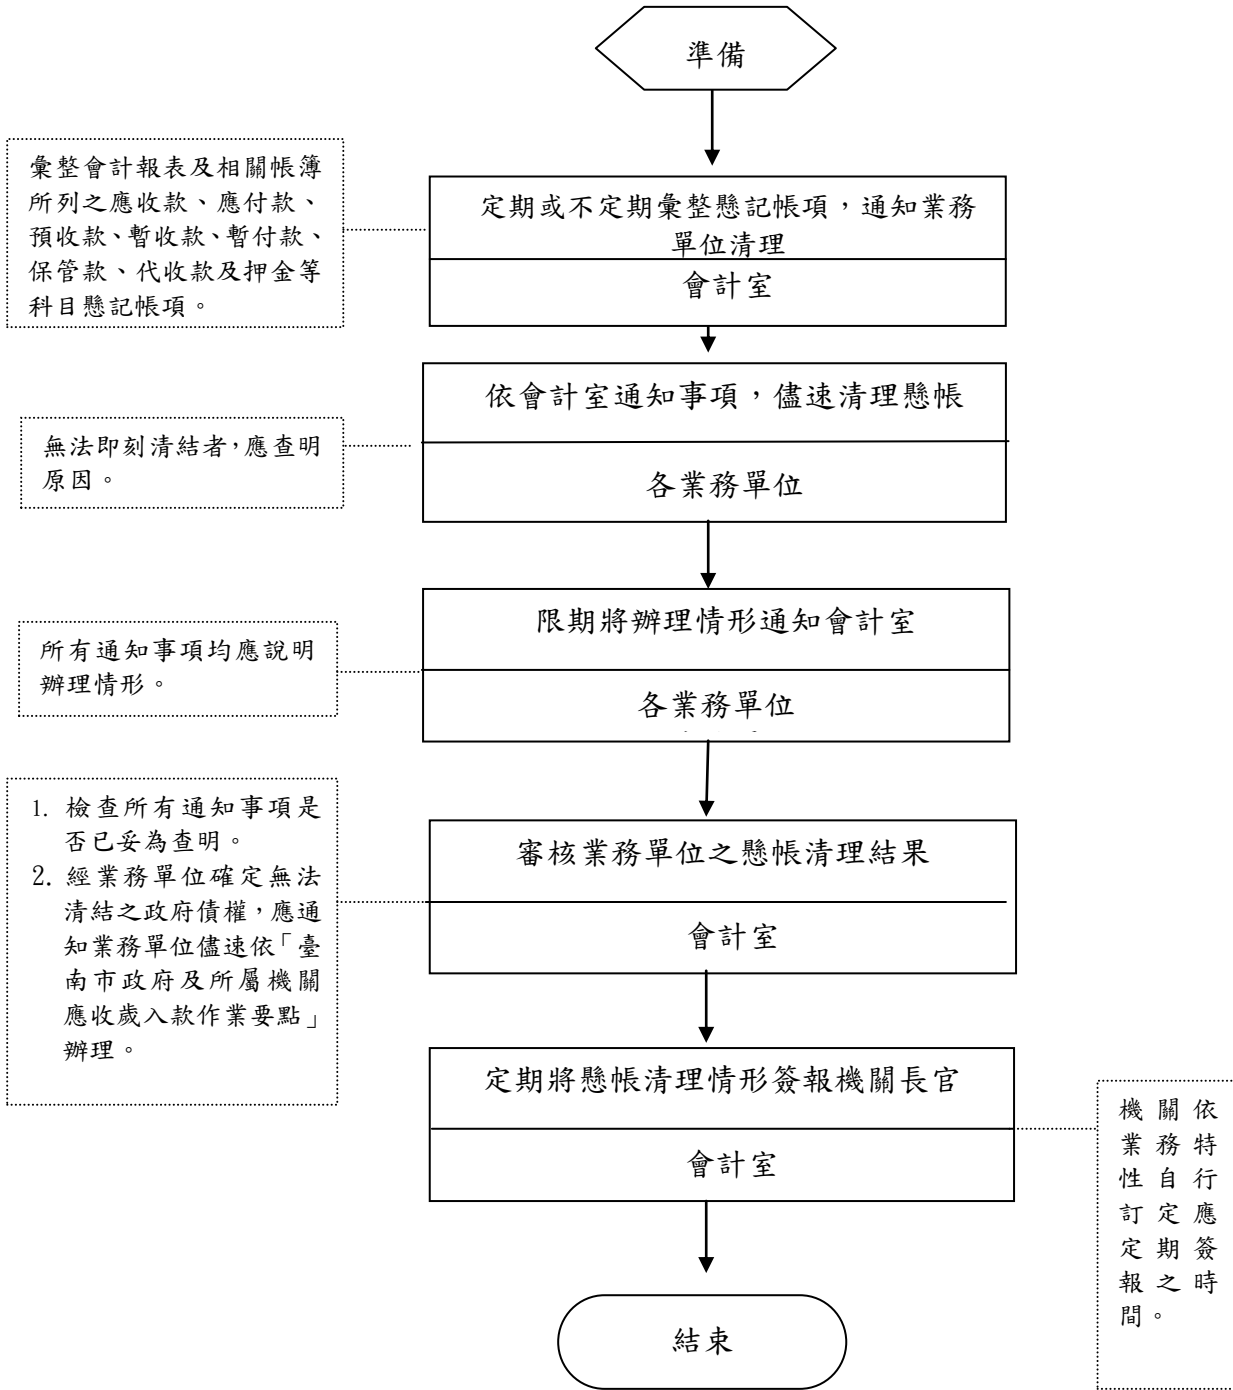 準備
彙整會計報表及相關帳簿
所列之應收款、應付款、
預收款、暫收款、暫付款、
保管款、代收款及押金等
科目懸記帳項。
定期或不定期彙整懸記帳項，通知業務
單位清理
會計室
依會計室通知事項，儘速清理懸帳
各業務單位
無法即刻清結者，應查明
原因。
限期將辦理情形通知會計室
各業務單位
所有通知事項均應說明
辦理情形。
1. 檢查所有通知事項是
否已妥為查明。
2. 經業務單位確定無法
清結之政府債權，應通
知業務單位儘速依「臺
南市政府及所屬機關
應收歲入款作業要點」
辦理。
審核業務單位之懸帳清理結果
會計室
定期將懸帳清理情形簽報機關長官
會計室
機關依
業務特
性自行
訂定應
定期簽
報之時
間。
結束